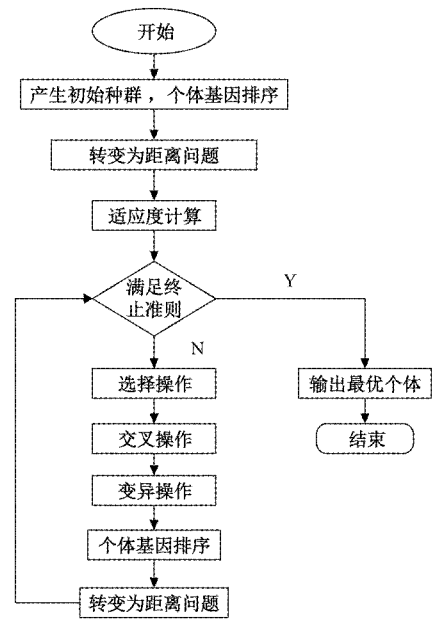 开始
产生初始种群，个体基因排序
转变为距离问题
适应度计算
满足终
止准则
Y
N
选择操作
输出最优个体
交叉操作
结束
变异操作
个体基因排序
转变为距离问题